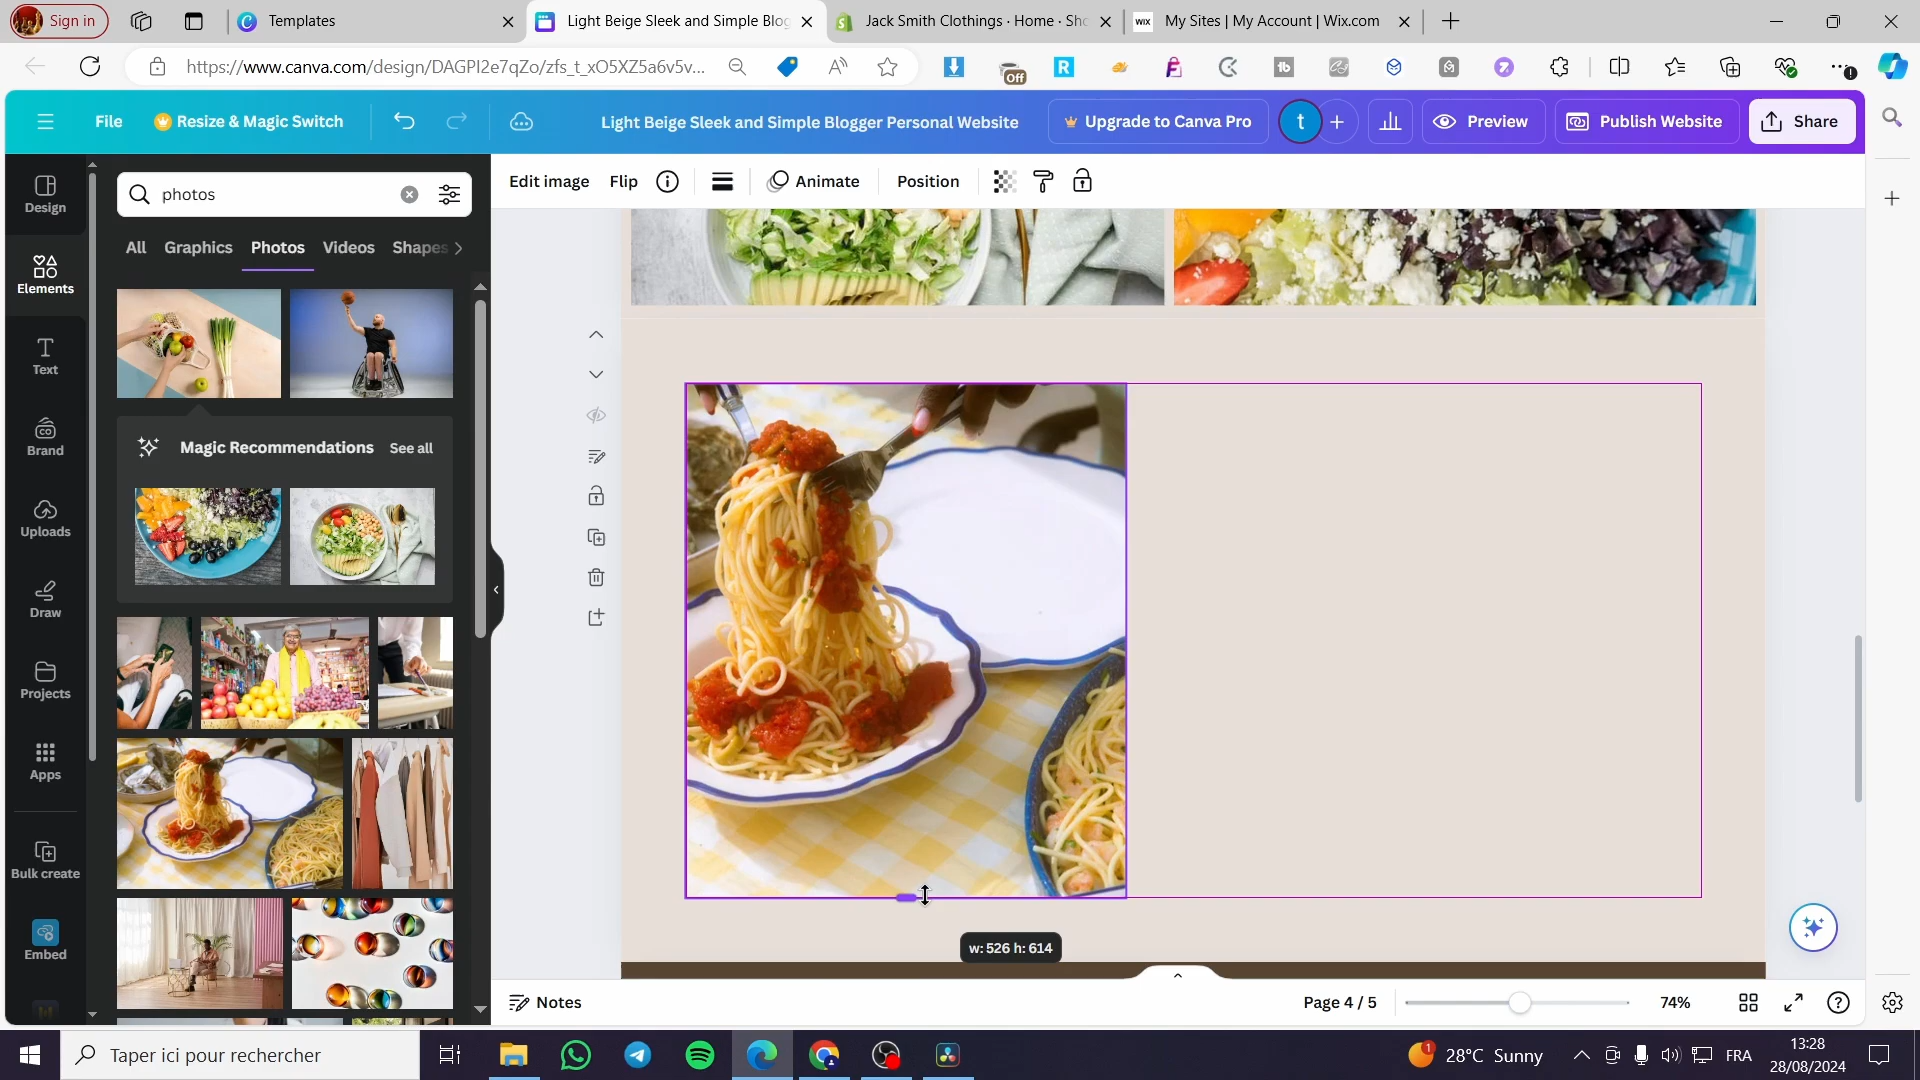 Sign in
Templates
Light Beige Sleek and Simple Blog
Jack Smith Clothings · Home · Sh
WIX My Sites | My Account | Wix.com
https://www.canva.com/design/DAGPI2e7qZo/zfs_t_xO5XZ5a6v5v...
Off
File
Resize & Magic Switch
Light Beige Sleek and Simple Blogger Personal Website
Upgrade to Canva Pro
t
Preview
Publish Website
Share
Design
Elements
Text
Brand
Uploads
Draw
Projects
Apps
Bulk create
Embed
photos
All Graphics Photos Videos Shapes
Magic Recommendations See all
Edit image Flip Animate Position
w: 526 h: 614
Notes
Page 4 / 5
74%
Taper ici pour rechercher
1
28°C Sunny
FRA
13:28
28/08/2024